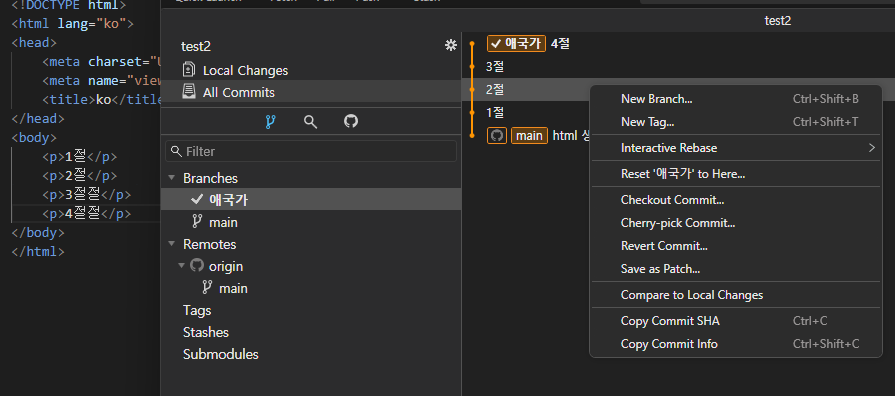 <!DOCTYPE html>
<html lang="ko">
<head>
<meta charset="U
<meta name="view
<title>ko</title
</head>
<body>
<p>1절</p>
<p>2절</p>
<p>3절절</p>
<p>4절절</p>
</body>
</html>
test2
test2
Local Changes
All Commits
Filter
Branches
애국가
main
Remotes
origin
main
Tags
Stashes
Submodules
애국가 4절
3절
2절
1절
main html 생
New Branch... Ctrl+Shift+B
New Tag... Ctrl+Shift+T
Interactive Rebase
Reset '애국가' to Here...
Checkout Commit...
Cherry-pick Commit...
Revert Commit...
Save as Patch...
Compare to Local Changes
Copy Commit SHA Ctrl+C
Copy Commit Info Ctrl+Shift+C